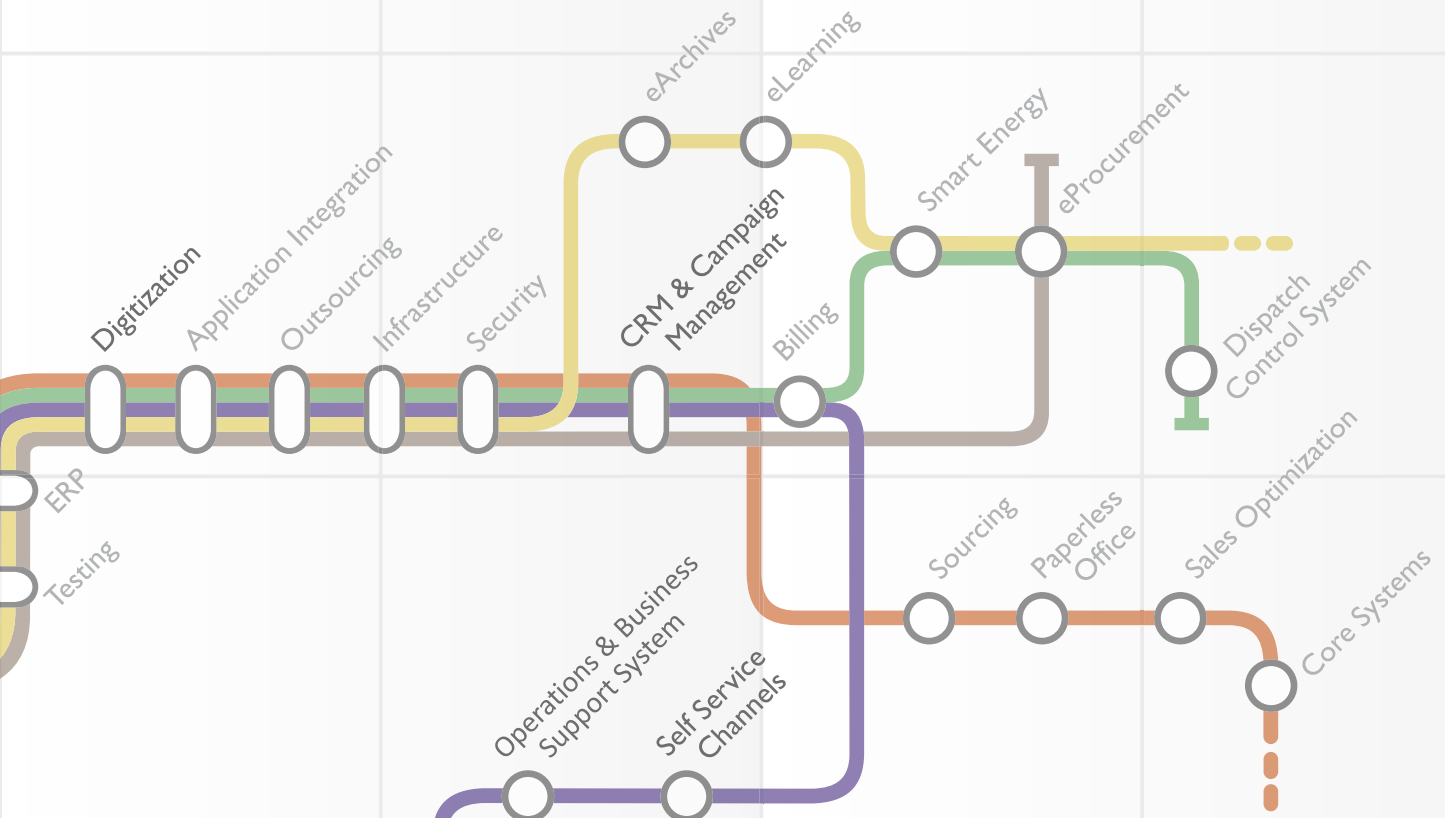 eArchives
eLearning
Smart Energy
eProcurement
Digitization
Application Integration
Outsourcing
Infrastructure
Security
CRM & Campaign
Management
Billing
Dispatch
Control System
ERP
Testing
Sourcing
Paperless
Office
Sales Optimization
Core Systems
Operations & Business
Support System
Self Service
Channels